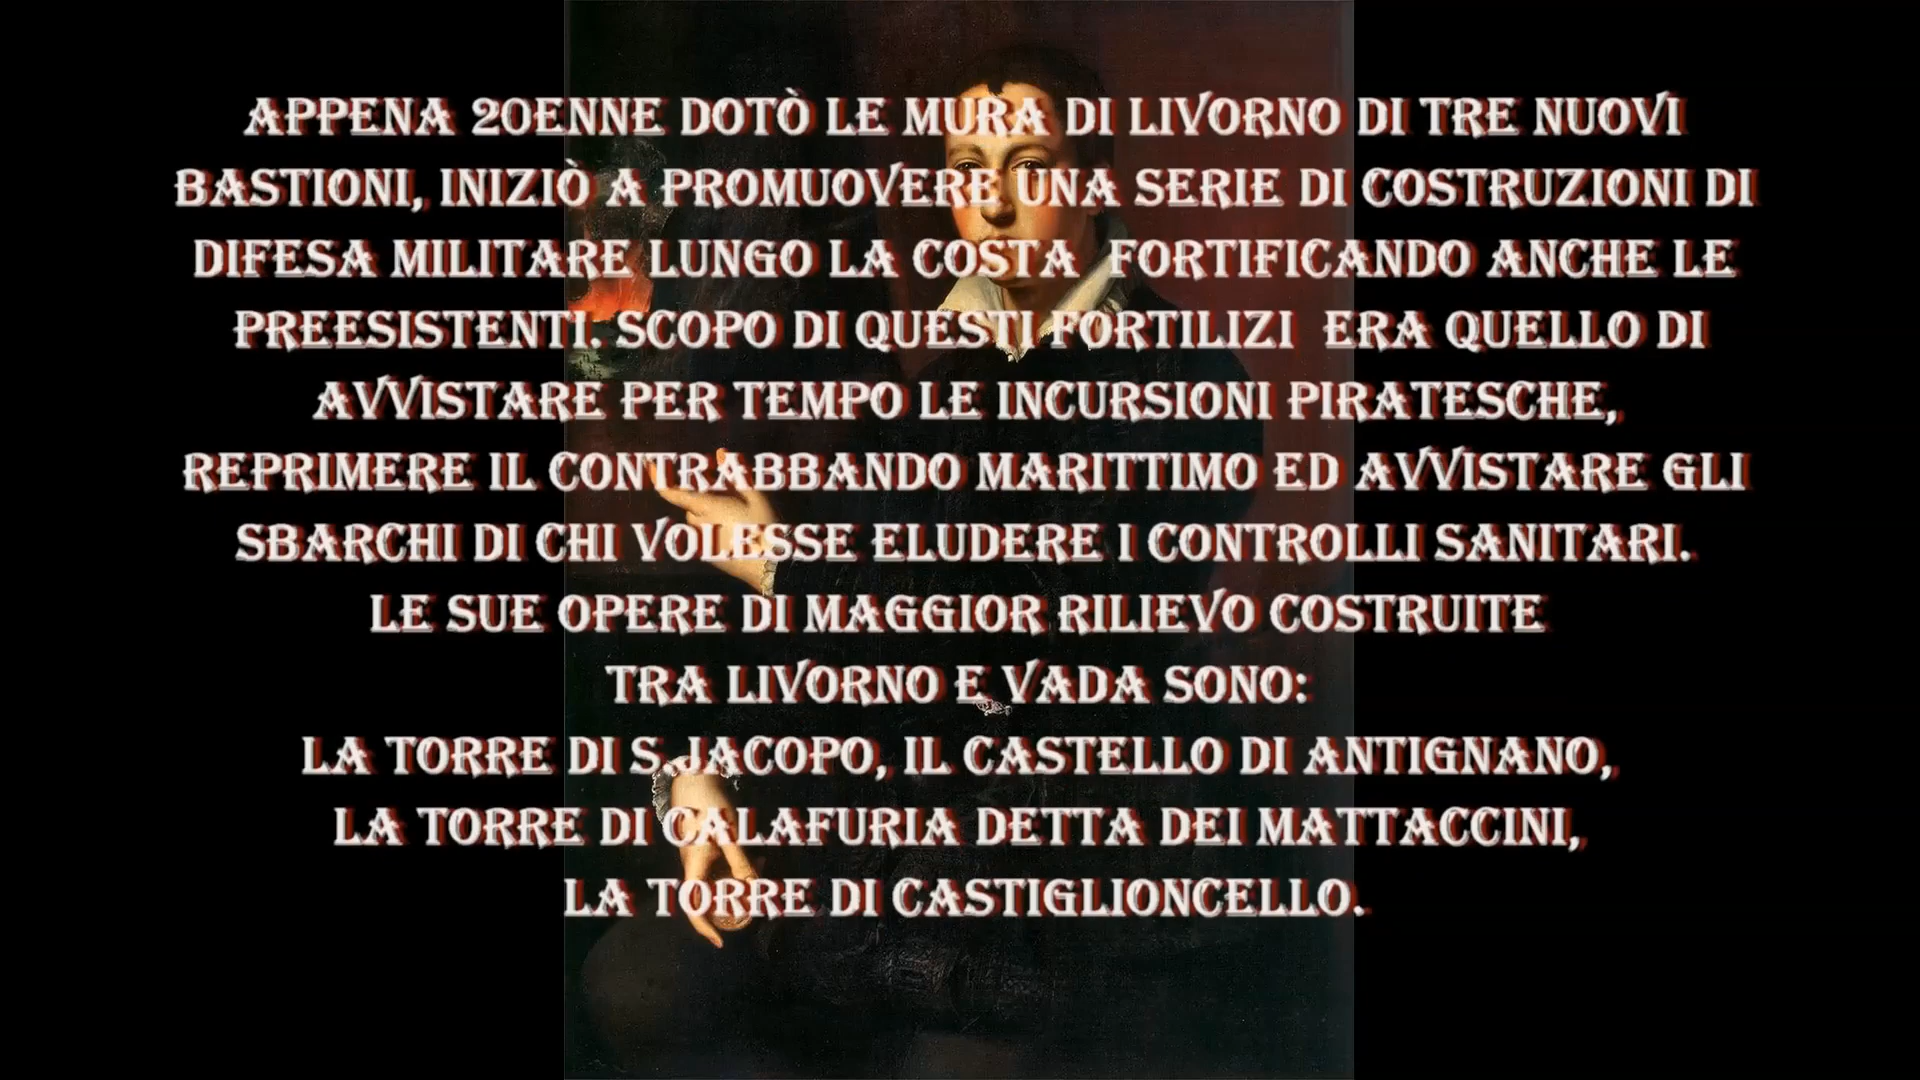 APPENA 20ENNE DOTÒ LE MURA DI LIVORNO DI TRE NUOVI
BASTIONI, INIZIÒ A PROMUOVERE UNA SERIE DI COSTRUZIONI DI
DIFESA MILITARE LUNGO LA COSTA FORTIFICANDO ANCHE LE
PREESISTENTI. SCOPO DI QUESTI FORTILIZI ERA QUELLO DI
AVVISTARE PER TEMPO LE INCURSIONI PIRATESCHE,
REPRIMERE IL CONTRABBANDO MARITTIMO ED AVVISTARE GLI
SBARCHI DI CHI VOLESSE ELUDERE I CONTROLLI SANITARI.
LE SUE OPERE DI MAGGIOR RILIEVO COSTRUITE
TRA LIVORNO E VADA SONO:
LA TORRE DI S.JACOPO, IL CASTELLO DI ANTIGNANO,
LA TORRE DI CALAFURIA DETTA DEI MATTACCINI,
LA TORRE DI CASTIGLIONCELLO.